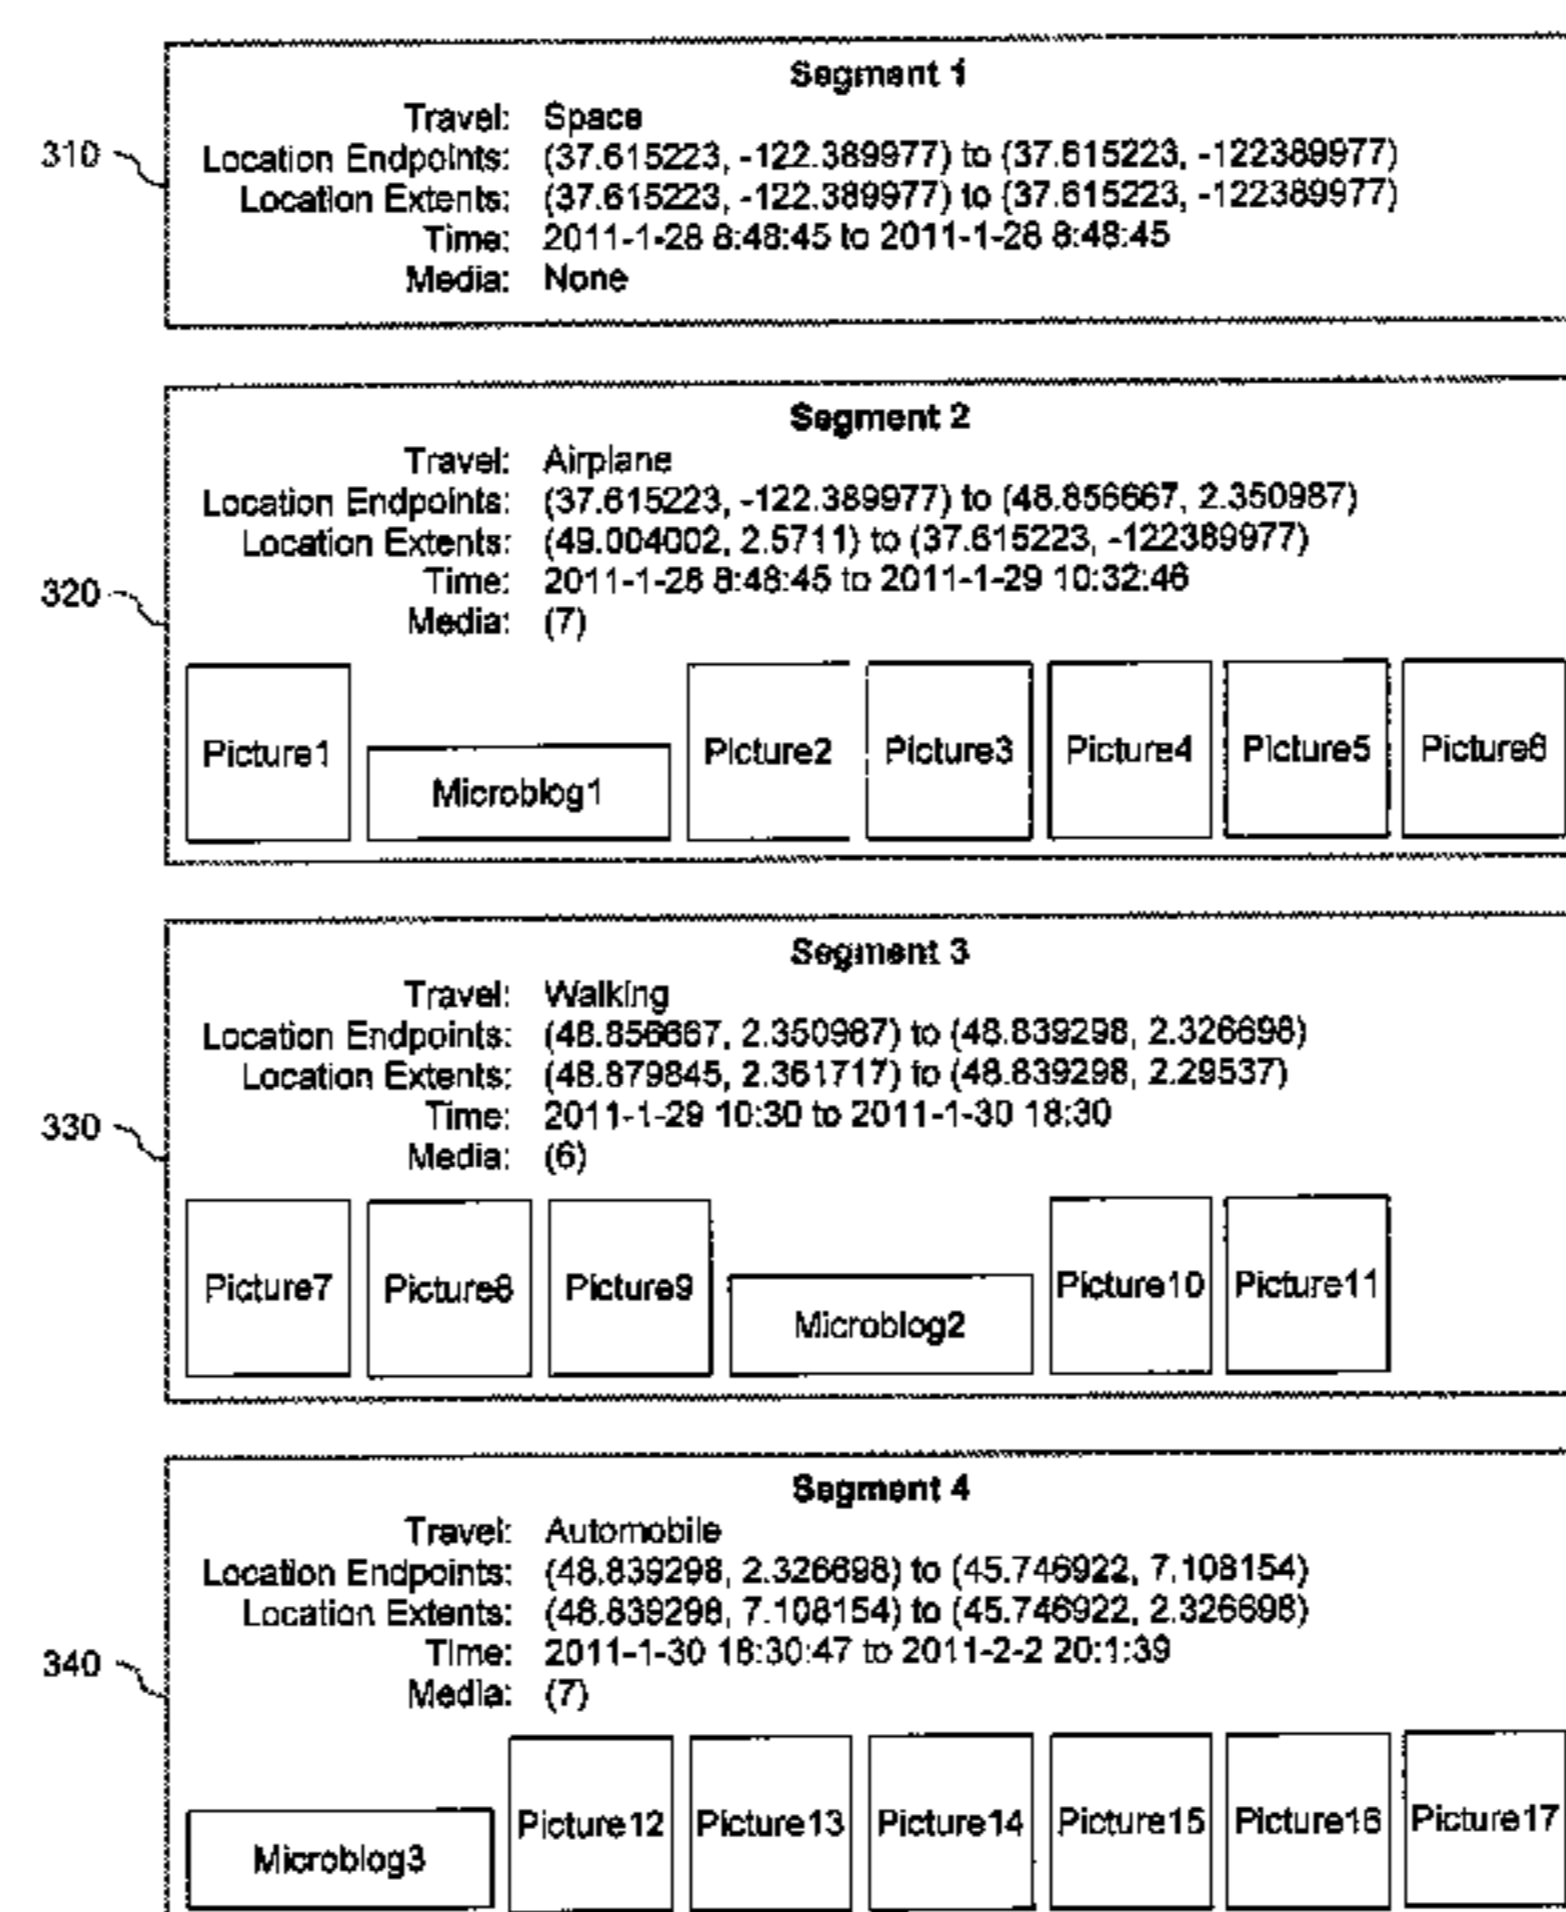 Segment 1
Travel: Space
310
Location Endpoints: (37.615223, -122.389977) to (37.615223, -122389977)
Location Extents: (37.615223, -122.389977) to (37.615223, -122389977)
Time: 2011-1-28 8:48:45 to 2011-1-28 8:48:45
Media: None
Segment 2
Travel: Airplane
Location Endpoints: (37.615223, -122.389977) to (48.856667, 2.350987)
Location Extents: (49.004002, 2.5711) to (37.615223, -122389977)
320
Time: 2011-1-28 8:48:45 to 2011-1-29 10:32:46
Media: (7)
Picture1 Microblog1 Picture2 Picture3 Picture4 Picture5 Picture6
Segment 3
Travel: Walking
Location Endpoints: (48.856667, 2.350987) to (48.839298, 2.326698)
Location Extents: (48.879845, 2.361717) to (48.839298, 2.29537)
330
Time: 2011-1-29 10:30 to 2011-1-30 18:30
Media: (6)
Picture7 Picture8 Picture9 Microblog2 Picture10 Picture11
Segment 4
Travel: Automobile
Location Endpoints: (48.839298, 2.326698) to (45.746922, 7.108154)
Location Extents: (48.839298, 7.108154) to (45.746922, 2.326698)
340
Time: 2011-1-30 18:30:47 to 2011-2-2 20:1:39
Media: (7)
Microblog3 Picture12 Picture13 Picture14 Picture15 Picture16 Picture17